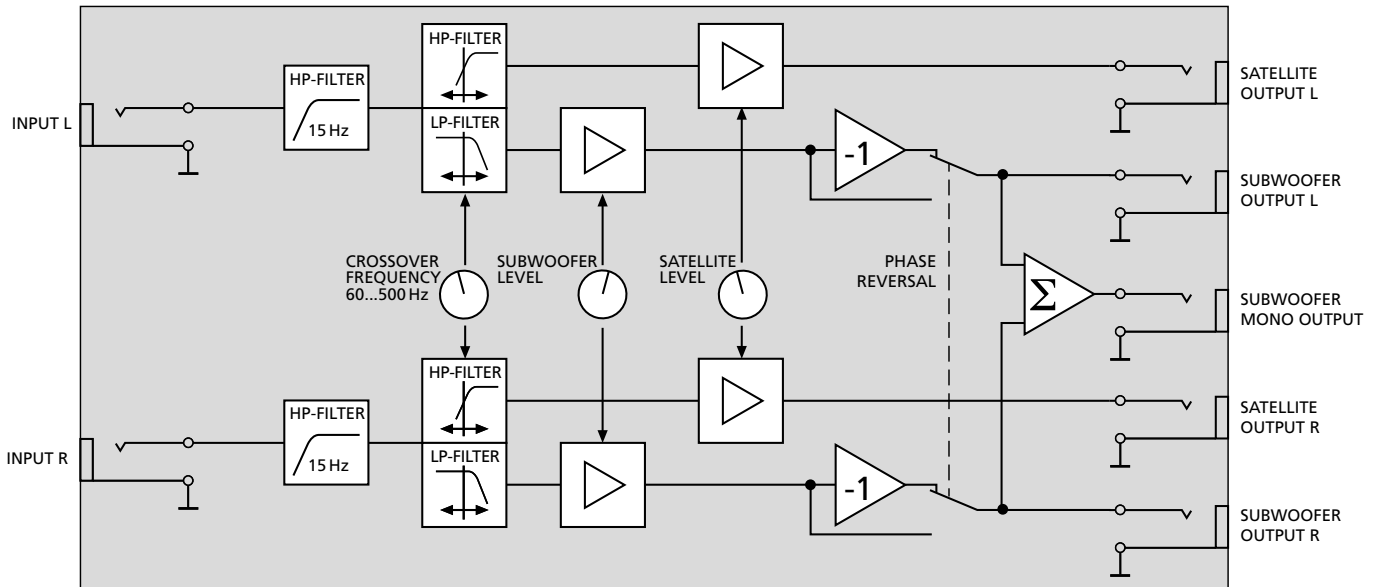 HP-FILTER
HP-FILTER
15 Hz
LP-FILTER
INPUT L
-1
SATELLITE
OUTPUT L
SUBWOOFER
OUTPUT L
CROSSOVER
FREQUENCY
60...500 Hz
SUBWOOFER
LEVEL
SATELLITE
LEVEL
PHASE
REVERSAL
Σ
SUBWOOFER
MONO OUTPUT
HP-FILTER
HP-FILTER
15 Hz
LP-FILTER
INPUT R
-1
SATELLITE
OUTPUT R
SUBWOOFER
OUTPUT R